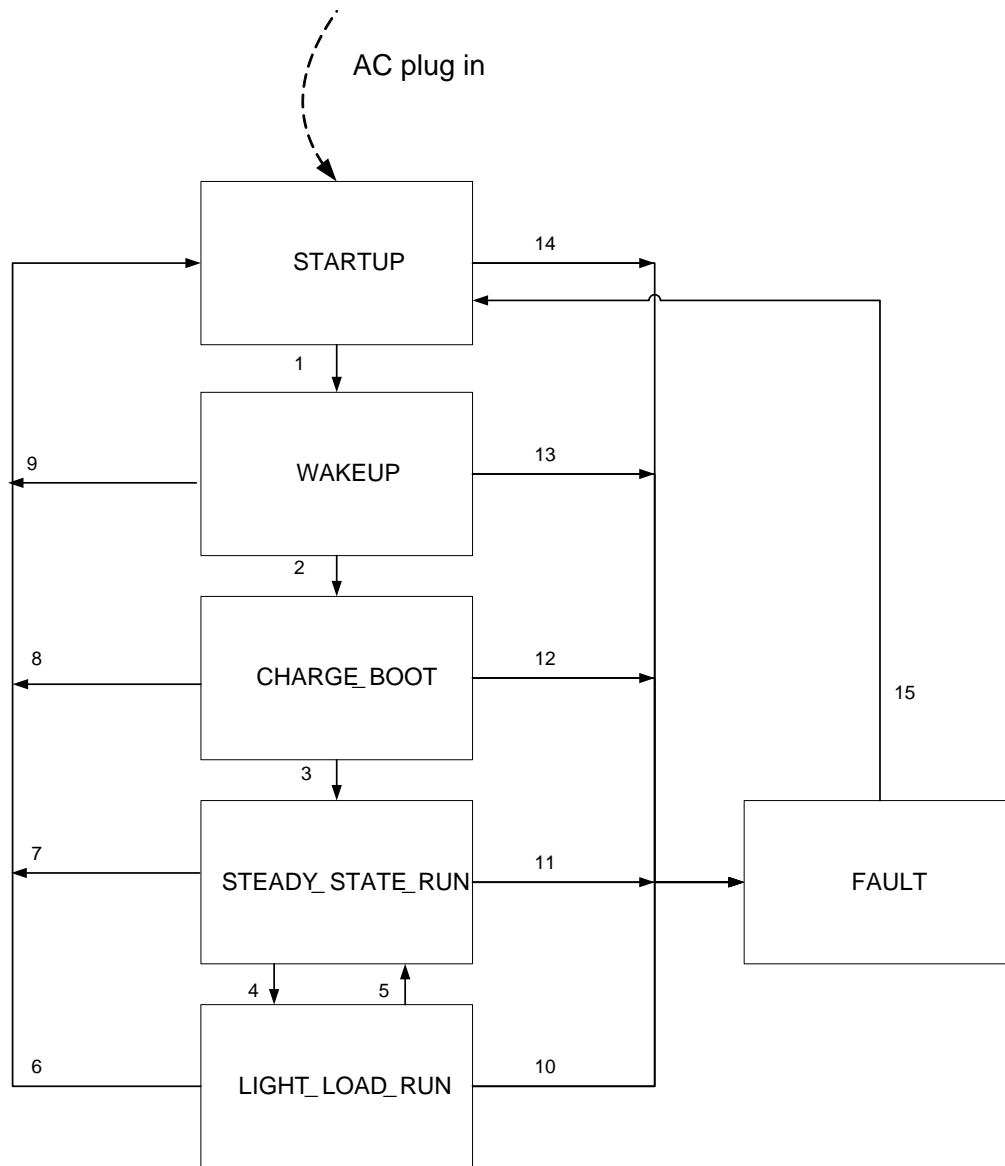 AC plug in
STARTUP
14
1
WAKEUP
9
13
2
CHARGE_BOOT
8
12
15
3
STEADY_STATE_RUN
7
11
FAULT
4
5
LIGHT_LOAD_RUN
6
10